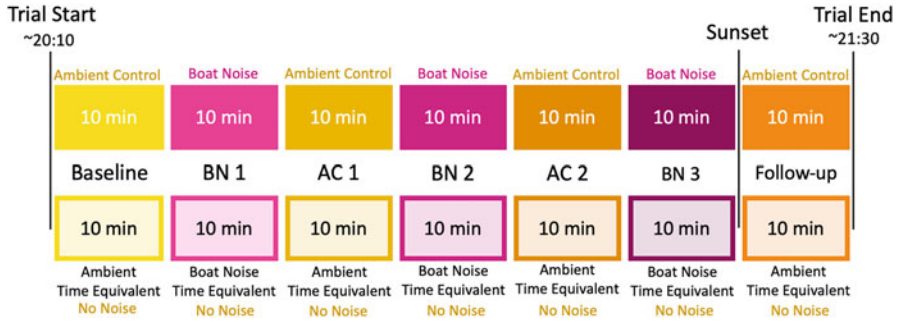 Trial Start
~20:10
Sunset
Trial End
~21:30
Ambient Control Boat Noise Ambient Control Boat Noise Ambient Control Boat Noise Ambient Control
10 min 10 min 10 min 10 min 10 min 10 min 10 min
Baseline BN 1 AC 1 BN 2 AC 2 BN 3 Follow-up
10 min 10 min 10 min 10 min 10 min 10 min 10 min
Ambient Boat Noise Ambient Boat Noise Ambient Boat Noise Ambient
Time Equivalent Time Equivalent Time Equivalent Time Equivalent Time Equivalent Time Equivalent Time Equivalent
No Noise No Noise No Noise No Noise No Noise No Noise No Noise